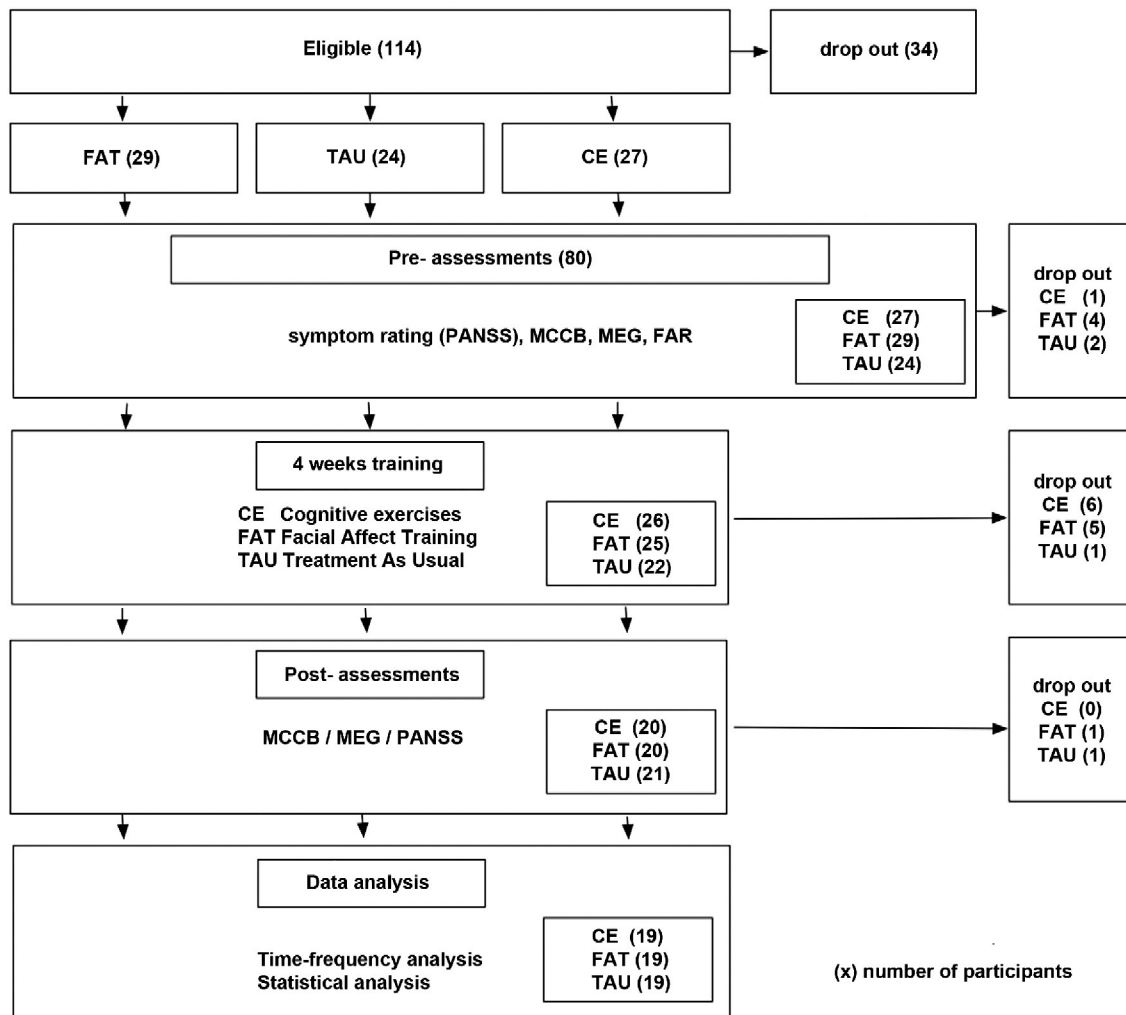 Eligible (114)
drop out (34)
FAT (29)
TAU (24)
CE (27)
Pre- assessments (80)
symptom rating (PANSS), MCCB, MEG, FAR
CE (27)
FAT (29)
TAU (24)
drop out
CE (1)
FAT (4)
TAU (2)
4 weeks training
CE Cognitive exercises
FAT Facial Affect Training
TAU Treatment As Usual
CE (26)
FAT (25)
TAU (22)
drop out
CE (6)
FAT (5)
TAU (1)
Post- assessments
MCCB / MEG / PANSS
CE (20)
FAT (20)
TAU (21)
drop out
CE (0)
FAT (1)
TAU (1)
Data analysis
Time-frequency analysis
Statistical analysis
CE (19)
FAT (19)
TAU (19)
(x) number of participants